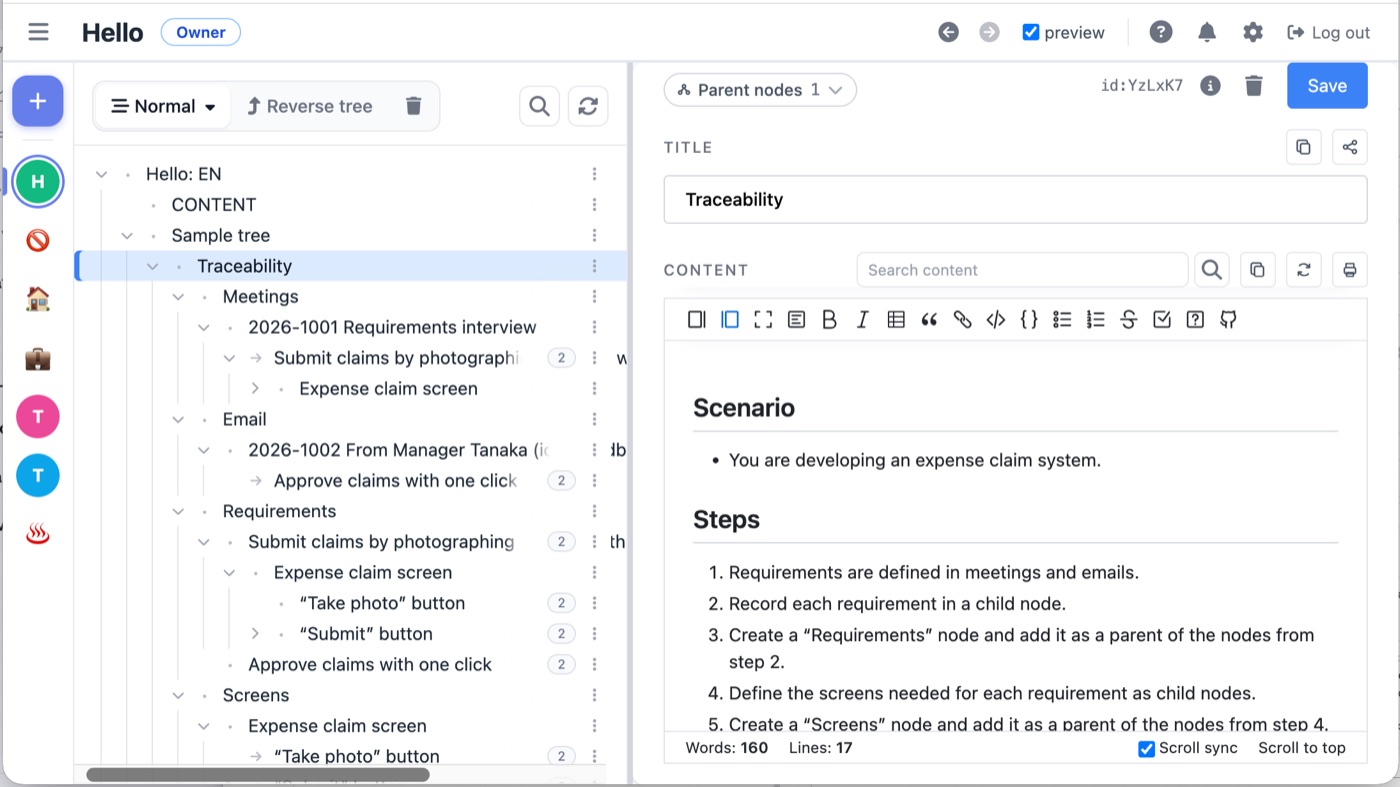 Hello Owner
preview Log out
Normal Reverse tree
Parent nodes 1
id:YzLxK7
Save
H
T
T
Hello: EN
CONTENT
Sample tree
Traceability
Meetings
2026-1001 Requirements interview
Submit claims by photographi 2 w
Expense claim screen
Email
2026-1002 From Manager Tanaka (i db
Approve claims with one click 2
Requirements
Submit claims by photographing 2 th
Expense claim screen
“Take photo” button 2
“Submit” button 2
Approve claims with one click 2
Screens
Expense claim screen
“Take photo” button 2
TITLE
Traceability
CONTENT
Search content
Scenario
• You are developing an expense claim system.
Steps
1. Requirements are defined in meetings and emails.
2. Record each requirement in a child node.
3. Create a “Requirements” node and add it as a parent of the nodes from
step 2.
4. Define the screens needed for each requirement as child nodes.
5. Create a “Screens” node and add it as a parent of the nodes from step 4.
Words: 160 Lines: 17 Scroll sync Scroll to top